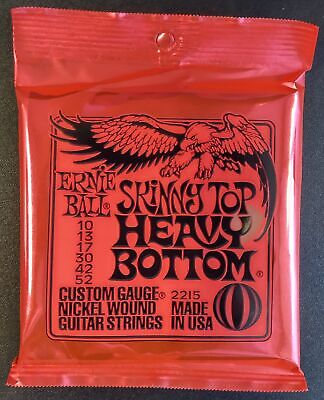 ERNIE
BALL®
SKINNY TOP
HEAVY
BOTTOM®
10
13
17
30
42
52
CUSTOM GAUGE® 2215
NICKEL WOUND MADE
GUITAR STRINGS IN USA